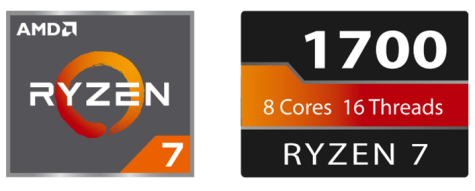 AMD
RYZEN
7
1700
8 Cores 16 Threads
RYZEN 7